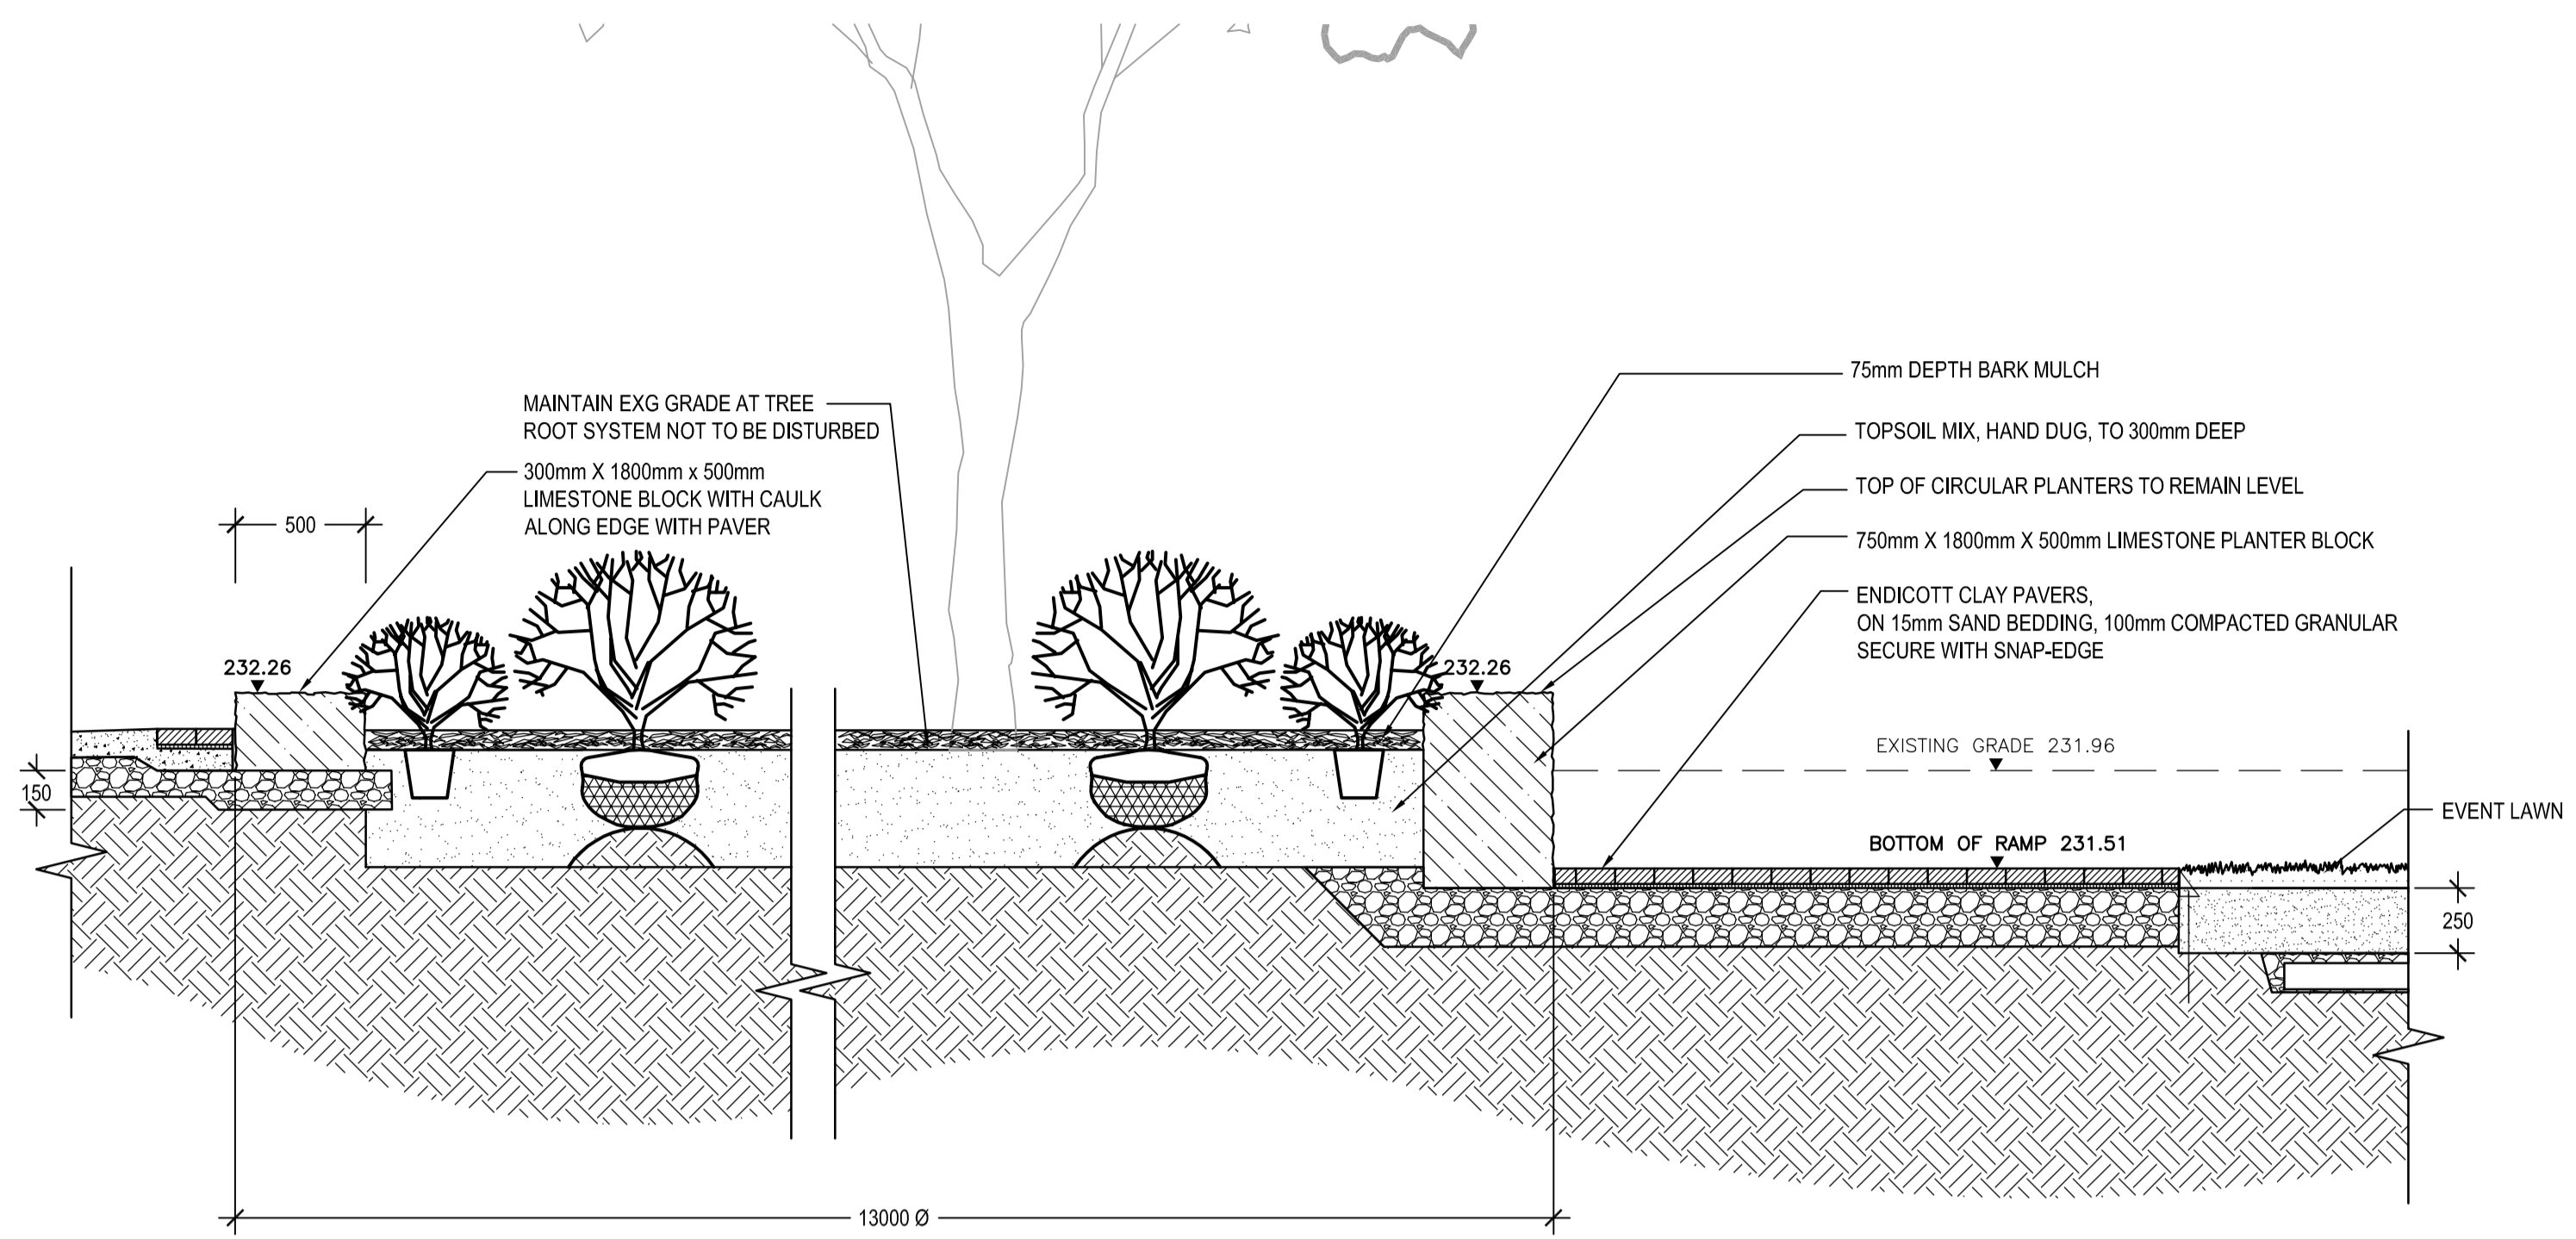 75mm DEPTH BARK MULCH
MAINTAIN EXG GRADE AT TREE
ROOT SYSTEM NOT TO BE DISTURBED
TOPSOIL MIX, HAND DUG, TO 300mm DEEP
300mm X 1800mm x 500mm
LIMESTONE BLOCK WITH CAULK
ALONG EDGE WITH PAVER
TOP OF CIRCULAR PLANTERS TO REMAIN LEVEL
500
750mm X 1800mm X 500mm LIMESTONE PLANTER BLOCK
ENDICOTT CLAY PAVERS,
ON 15mm SAND BEDDING, 100mm COMPACTED GRANULAR
SECURE WITH SNAP-EDGE
232.26
232.26
EXISTING GRADE 231.96
150
EVENT LAWN
BOTTOM OF RAMP 231.51
250
13000 Ø